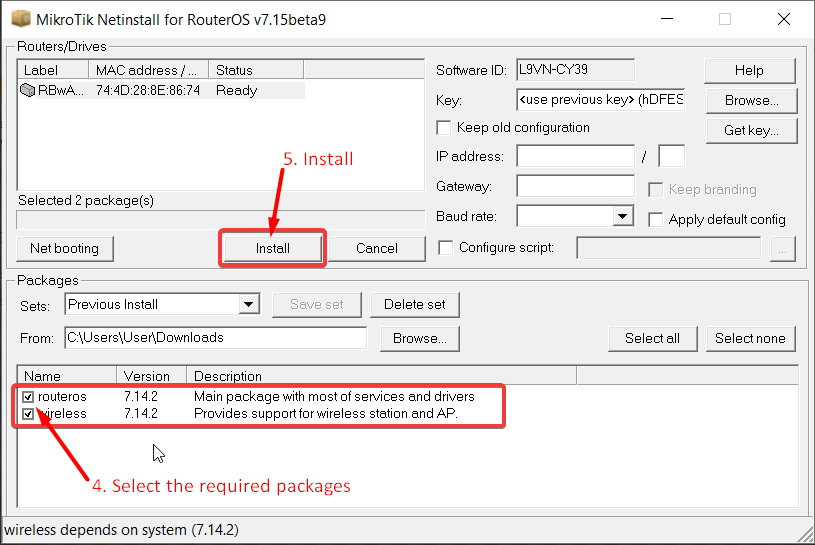 MikroTik Netinstall for RouterOS v7.15beta9
Routers/Drives
Label MAC address / ... Status
RBwA... 74:4D:28:8E:86:74 Ready
Software ID: L9VN-CY39 Help
Key: <use previous key> (hDFES Browse...
Keep old configuration Get key...
5. Install
IP address: /
Gateway: Keep branding
Selected 2 package(s)
Baud rate: Apply default config
Net booting Install Cancel Configure script: ...
Packages
Sets: Previous Install Save set Delete set
From: C:\Users\User\Downloads Browse... Select all Select none
Name Version Description
routeros 7.14.2 Main package with most of services and drivers
wireless 7.14.2 Provides support for wireless station and AP.
4. Select the required packages
wireless depends on system (7.14.2)